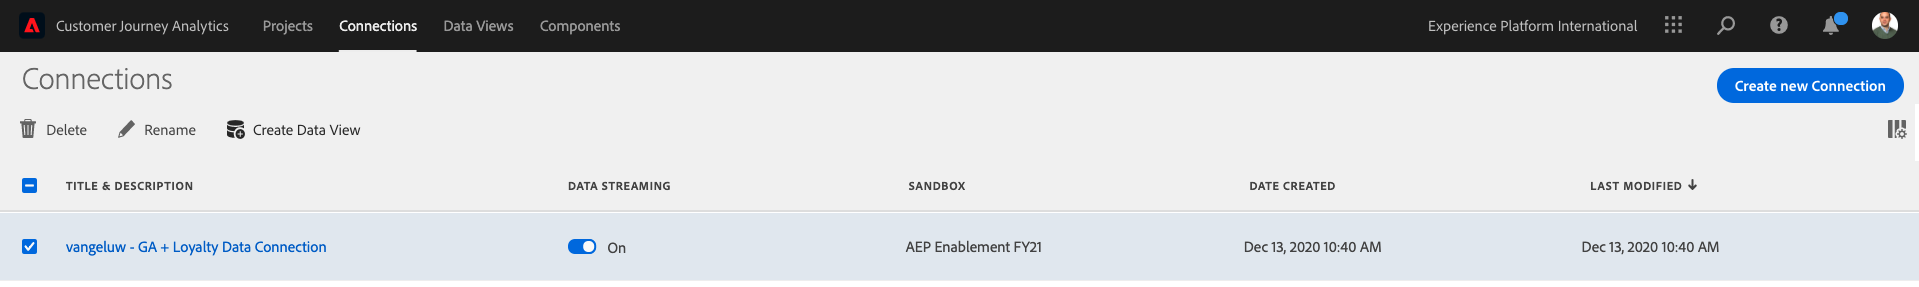 Customer Journey Analytics Projects Connections Data Views Components Experience Platform International
Connections
Create new Connection
Delete Rename Create Data View
TITLE & DESCRIPTION DATA STREAMING SANDBOX DATE CREATED LAST MODIFIED
vangeluw - GA + Loyalty Data Connection On AEP Enablement FY21 Dec 13, 2020 10:40 AM Dec 13, 2020 10:40 AM